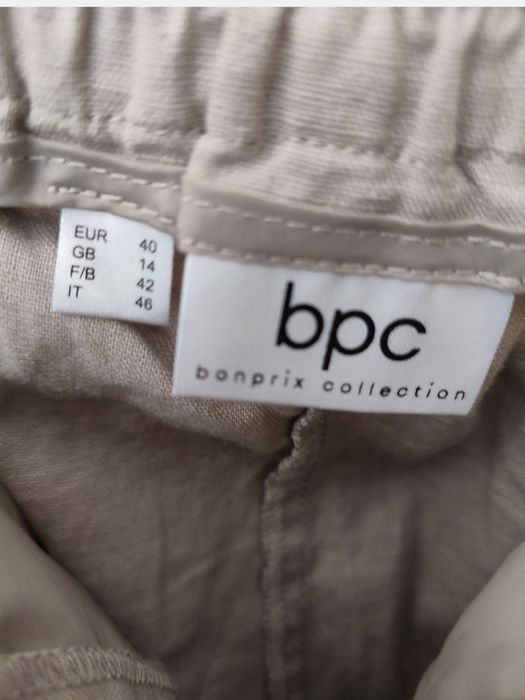 EUR 40
GB 14
F/B 42
IT 46
bpc
bonprix collection